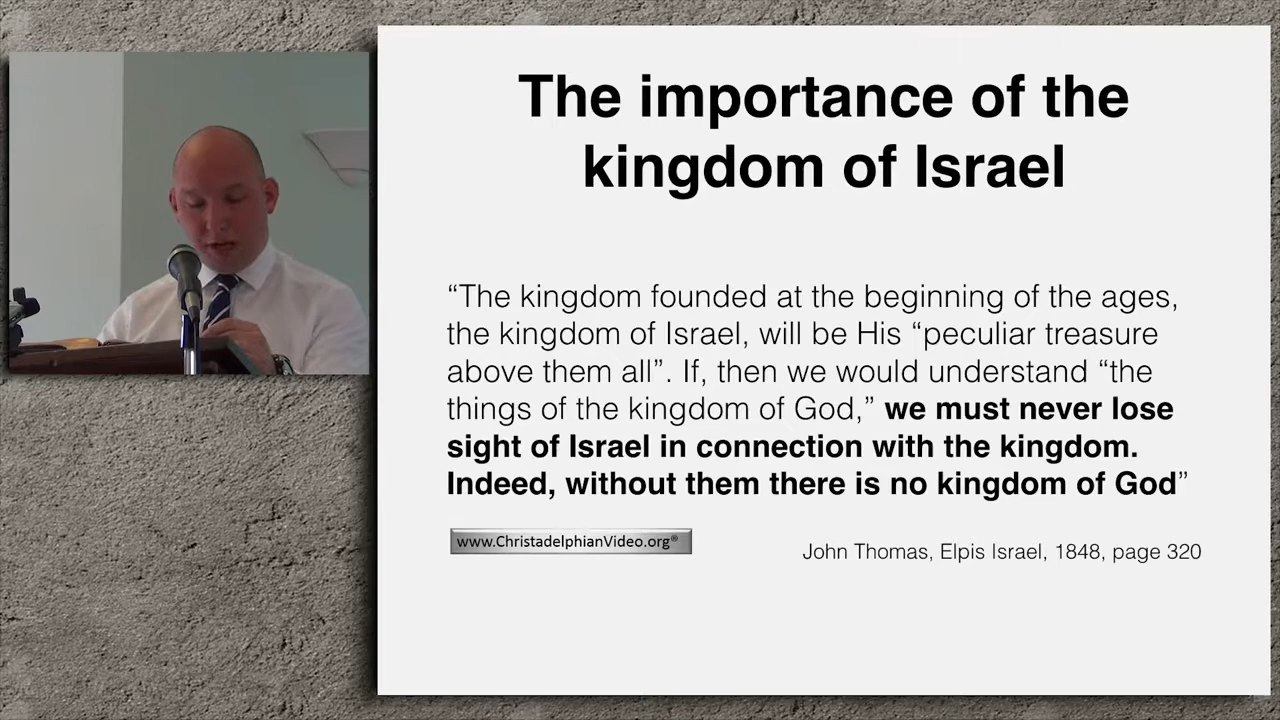 The importance of the
kingdom of Israel
“The kingdom founded at the beginning of the ages,
the kingdom of Israel, will be His “peculiar treasure
above them all”. If, then we would understand “the
things of the kingdom of God,” we must never lose
sight of Israel in connection with the kingdom.
Indeed, without them there is no kingdom of God”
www.ChristadelphianVideo.org®
John Thomas, Elpis Israel, 1848, page 320